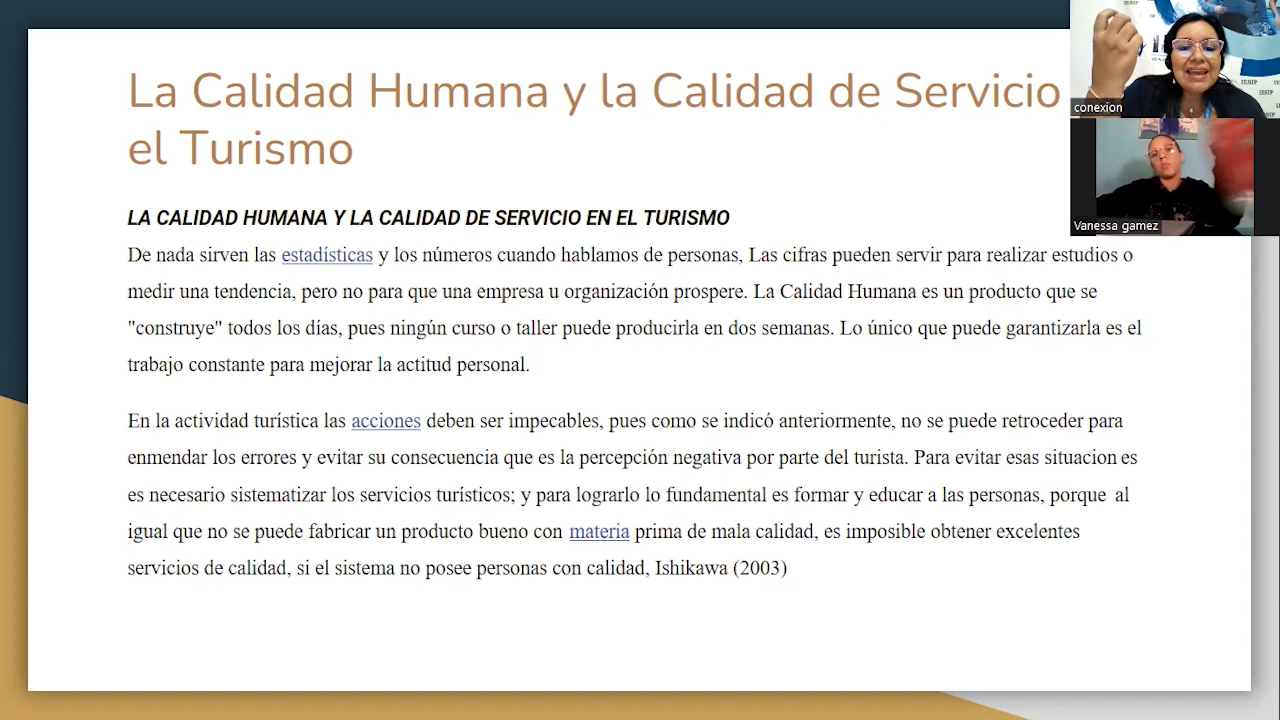 La Calidad Humana y la Calidad de Servicio
el Turismo
LA CALIDAD HUMANA Y LA CALIDAD DE SERVICIO EN EL TURISMO
De nada sirven las estadísticas y los números cuando hablamos de personas, Las cifras pueden servir para realizar estudios o
medir una tendencia, pero no para que una empresa u organización prospere. La Calidad Humana es un producto que se
"construye" todos los días, pues ningún curso o taller puede producirla en dos semanas. Lo único que puede garantizarla es el
trabajo constante para mejorar la actitud personal.
En la actividad turística las acciones deben ser impecables, pues como se indicó anteriormente, no se puede retroceder para
enmendar los errores y evitar su consecuencia que es la percepción negativa por parte del turista. Para evitar esas situacion es
es necesario sistematizar los servicios turísticos; y para lograrlo lo fundamental es formar y educar a las personas, porque al
igual que no se puede fabricar un producto bueno con materia prima de mala calidad, es imposible obtener excelentes
servicios de calidad, si el sistema no posee personas con calidad, Ishikawa (2003)
conexion
Vanessa gamez